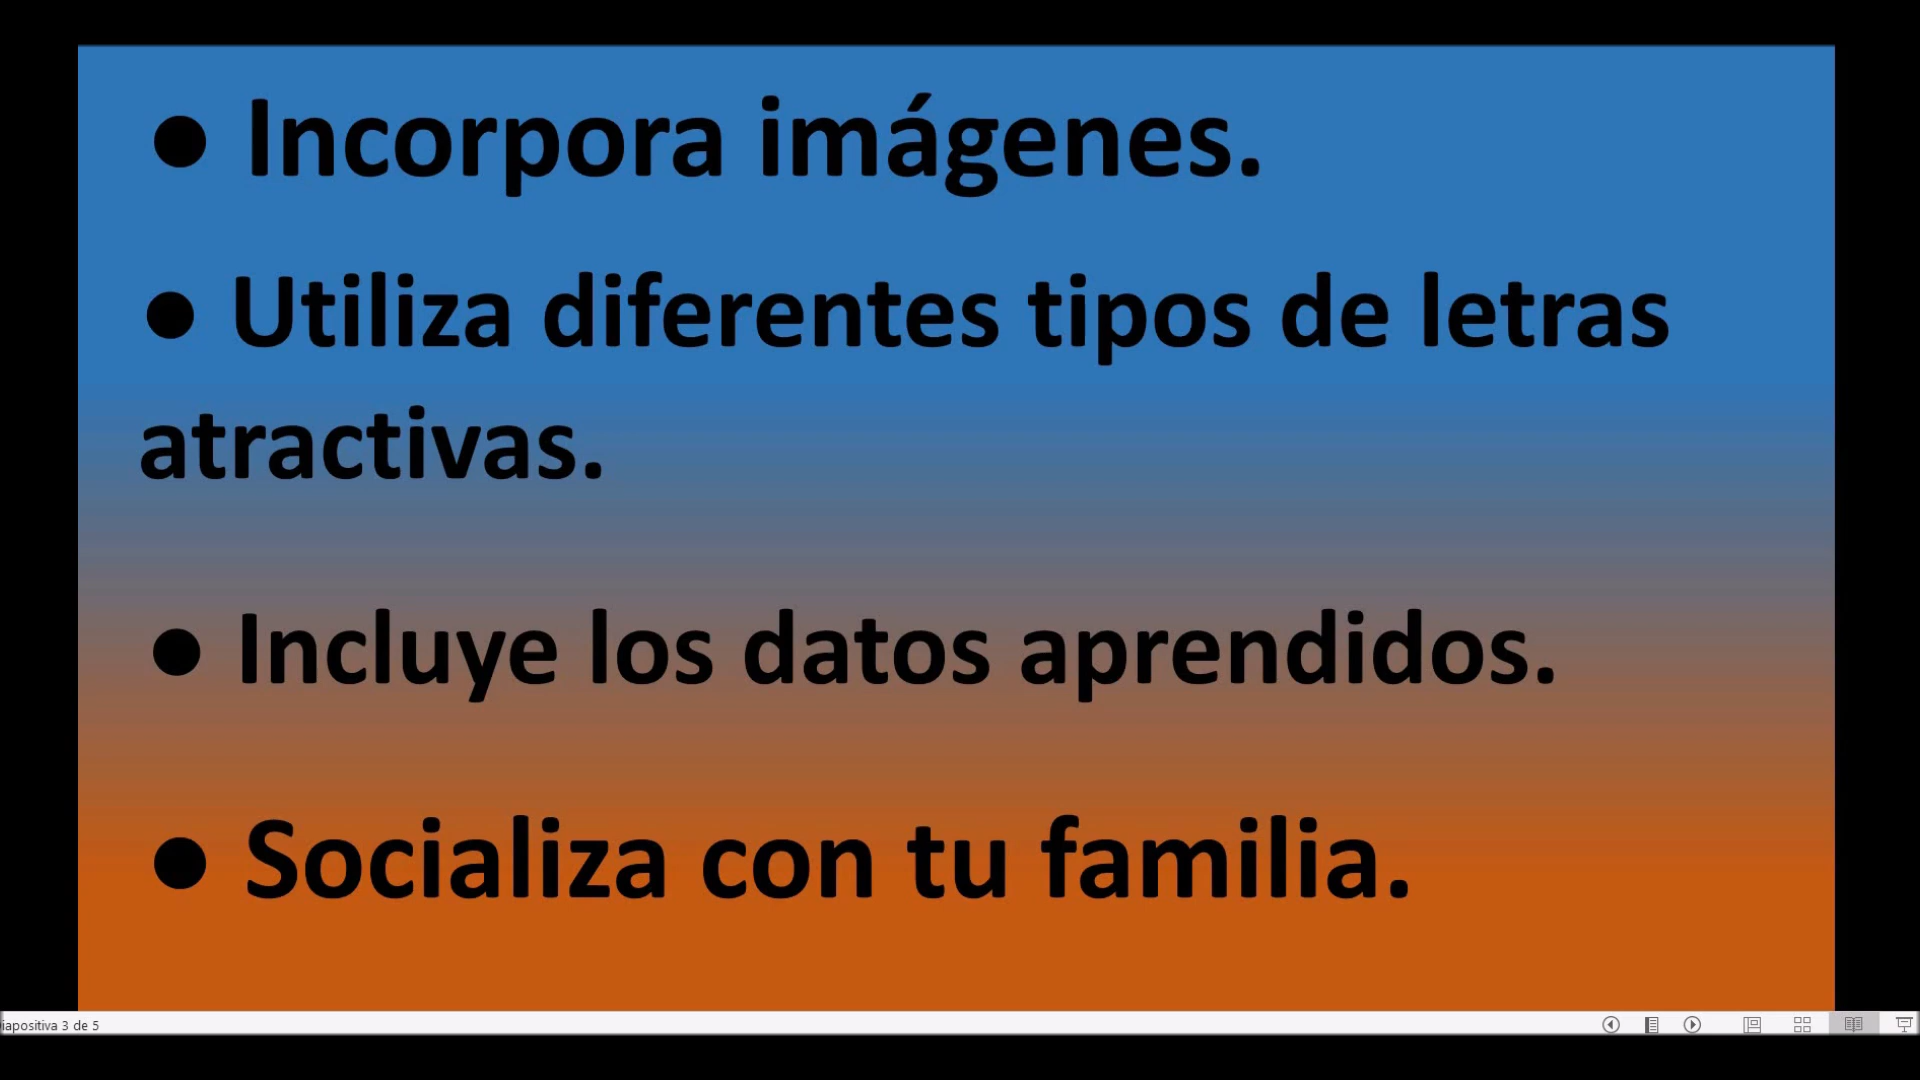 ● Incorpora imágenes.
● Utiliza diferentes tipos de letras
atractivas.
● Incluye los datos aprendidos.
● Socializa con tu familia.
iapositiva 3 de 5